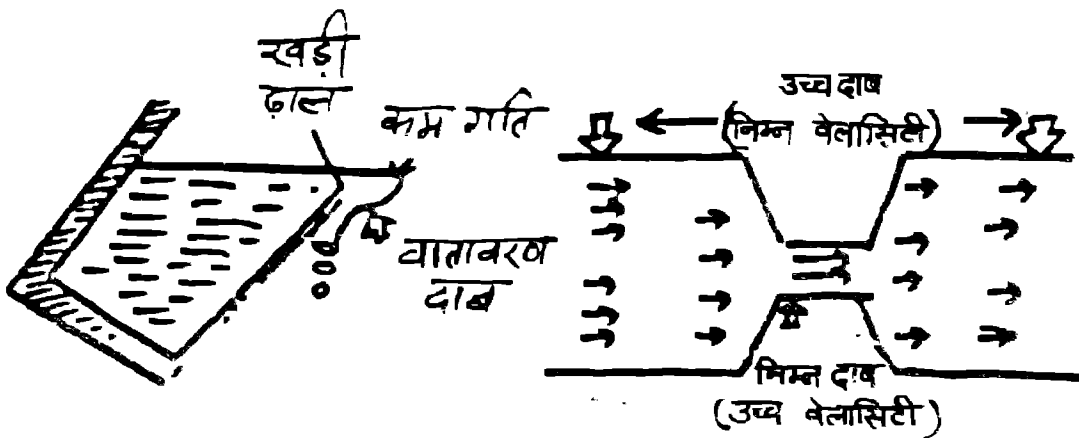 खड़ी
ढ़ाल
कम गति
वातावरण
दाब
उच्च दाब
(निम्न वेलासिटी)
निम्न दाब
(उच्च वेलासिटी)